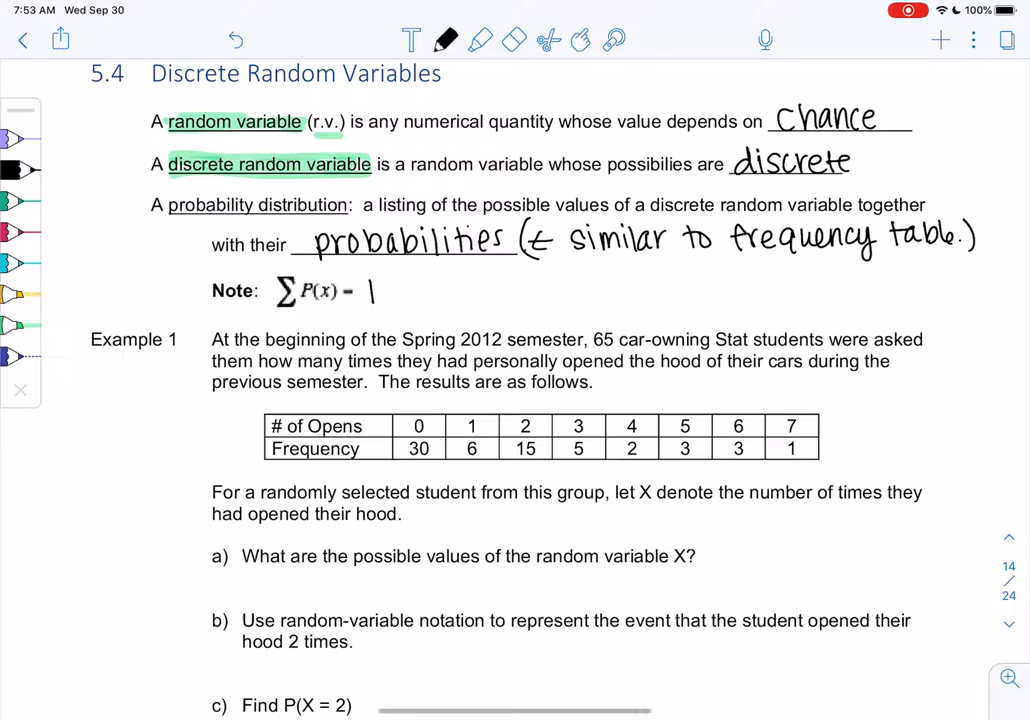 7:53 AM Wed Sep 30
100%
5.4 Discrete Random Variables
A random variable (r.v.) is any numerical quantity whose value depends on chance
A discrete random variable is a random variable whose possibilies are discrete
A probability distribution: a listing of the possible values of a discrete random variable together
with their probabilities (← similar to frequency table.)
Note: ∑ P(x) = 1
Example 1 At the beginning of the Spring 2012 semester, 65 car-owning Stat students were asked
them how many times they had personally opened the hood of their cars during the
previous semester. The results are as follows.
# of Opens 0 1 2 3 4 5 6 7
Frequency 30 6 15 5 2 3 3 1
For a randomly selected student from this group, let X denote the number of times they
had opened their hood.
a) What are the possible values of the random variable X?
b) Use random-variable notation to represent the event that the student opened their
hood 2 times.
c) Find P(X = 2)
14
/
24